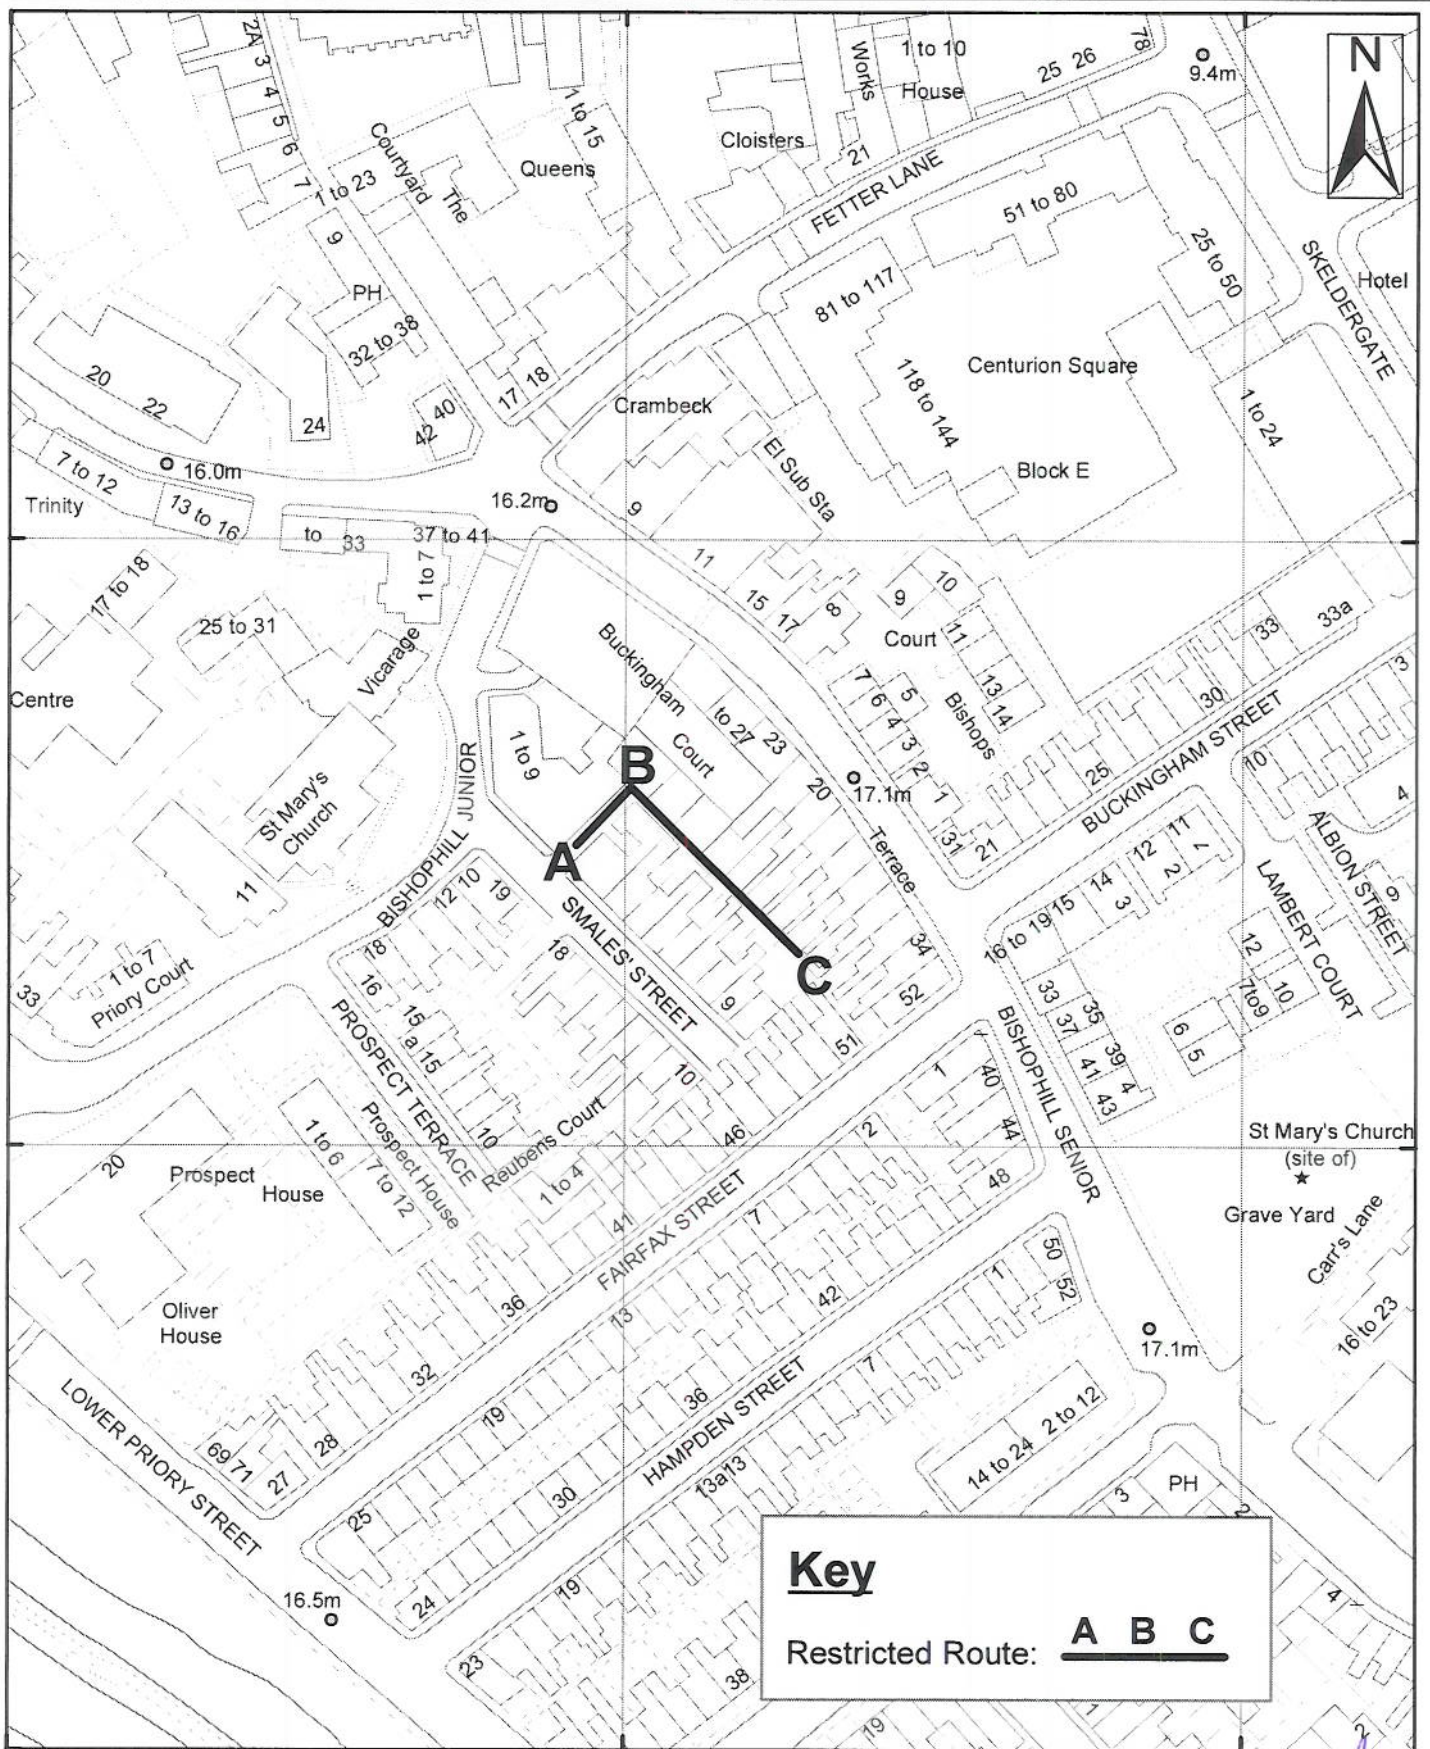 2A
3
4
5
6
7
1 to 23
Courtyard
The
Queens
1 to 15
Cloisters
Works
1 to 10
House
25
26
78
9.4m
N
21
FETTER LANE
51 to 80
25 to 50
SKELDERGATE
Hotel
9
PH
32 to 38
81 to 117
Centurion Square
118 to 144
1 to 24
20
22
24
40
42
17
18
Crambeck
El Sub Sta
Block E
7 to 12
16.0m
Trinity
13 to 16
16.2m
to
33
37 to 41
1 to 7
9
11
15
17
8
9
10
Court
11
13
14
Bishops
33
33a
30
25
BUCKINGHAM STREET
3
10
4
17 to 18
25 to 31
Vicarage
Centre
Buckingham
to 27
23
Court
7
6
5
4
3
2
1
31
21
20
17.1m
Terrace
1 to 9
B
A
C
St Mary's
Church
11
BISHOPHILL JUNIOR
ALBION STREET
9
LAMBERT COURT
11
7
12
2
14
3
15
16 to 19
12
10
7to9
6
5
12
10
19
18
16
15
a
15
SMALES' STREET
18
9
34
52
51
33
35
37
39
41
4
43
BISHOPHILL SENIOR
1 to 7
Priory Court
33
PROSPECT TERRACE
10
10
Reubens Court
1 to 4
46
1
40
44
48
2
St Mary's Church
(site of)
Grave Yard
Carr's Lane
20
Prospect
House
1 to 6
7 to 12
Prospect House
41
FAIRFAX STREET
7
1
50
52
42
17.1m
16 to 23
Oliver
House
36
13
32
7
36
HAMPDEN STREET
19
28
27
69
71
LOWER PRIORY STREET
25
30
13a
13
14 to 24
2 to 12
3
PH
2
16.5m
24
19
23
38
19
4
1
2
Key
Restricted Route:
A B C